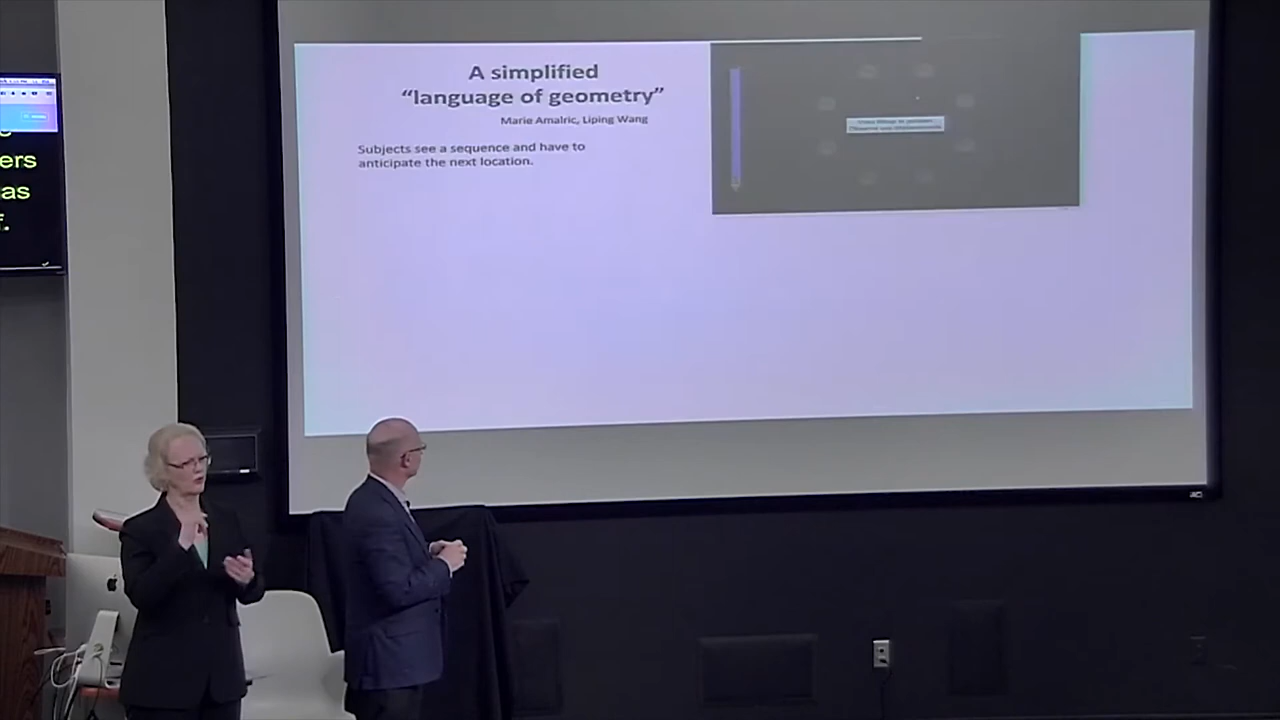 ers
as
f.
A simplified
“language of geometry”
Marie Amalric, Liping Wang
Subjects see a sequence and have to
anticipate the next location.